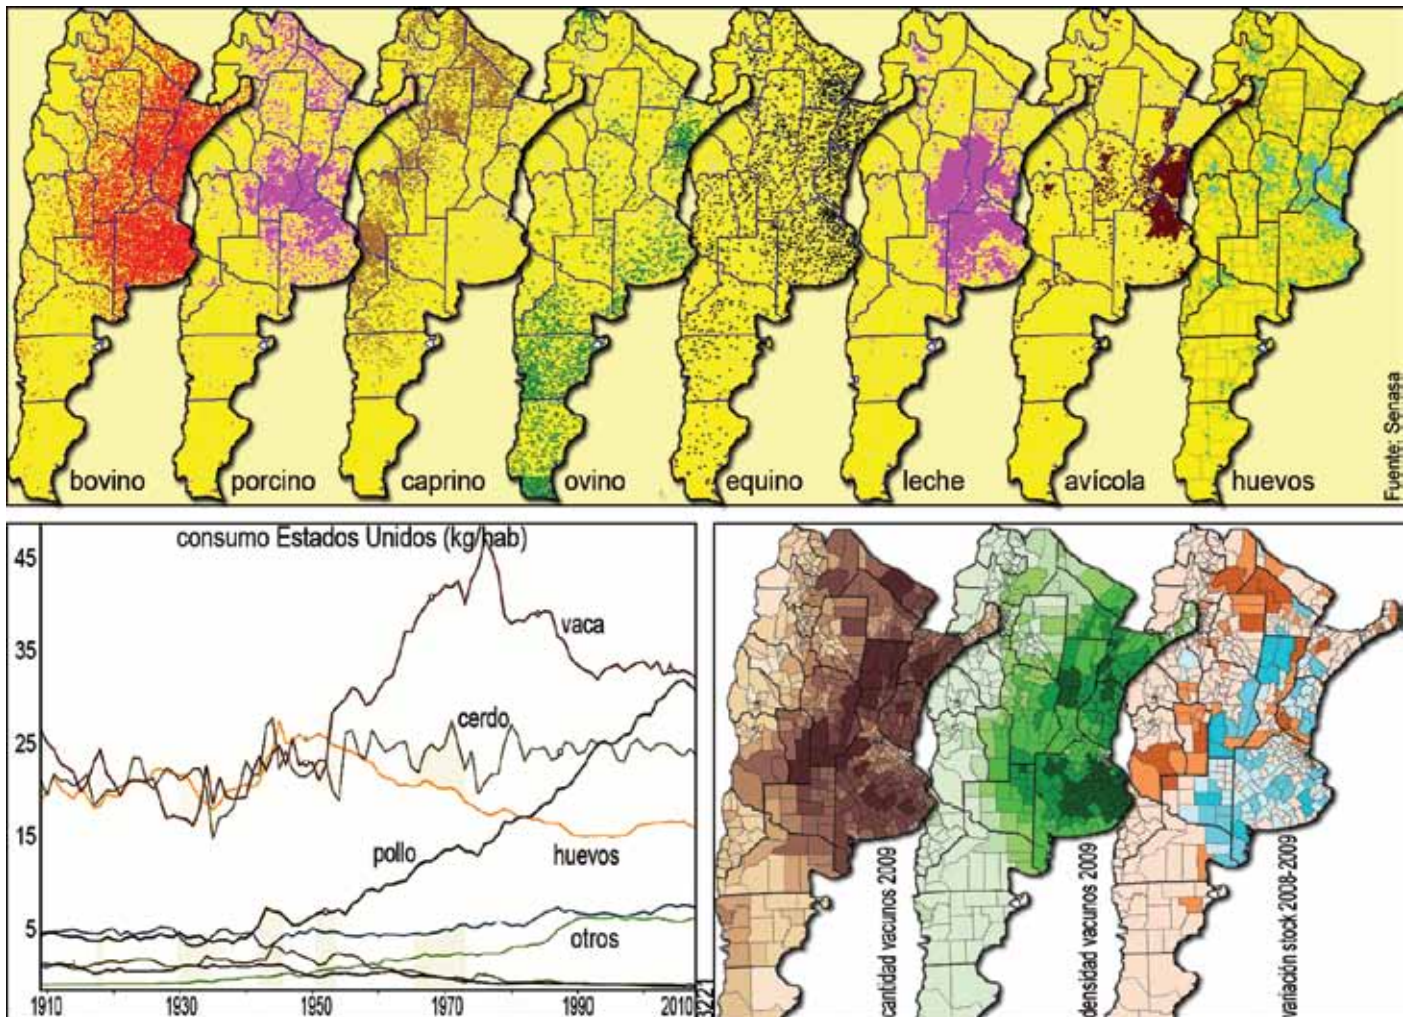 bovino
porcino
caprino
ovino
equino
leche
avícola
huevos
Fuente: Senasa
consumo Estados Unidos (kg/hab)
45
35
25
15
5
vaca
cerdo
pollo
huevos
otros
1910
1930
1950
1970
1990
2010
cantidad vacunos 2009
densidad vacunos 2009
variación stock 2008-2009